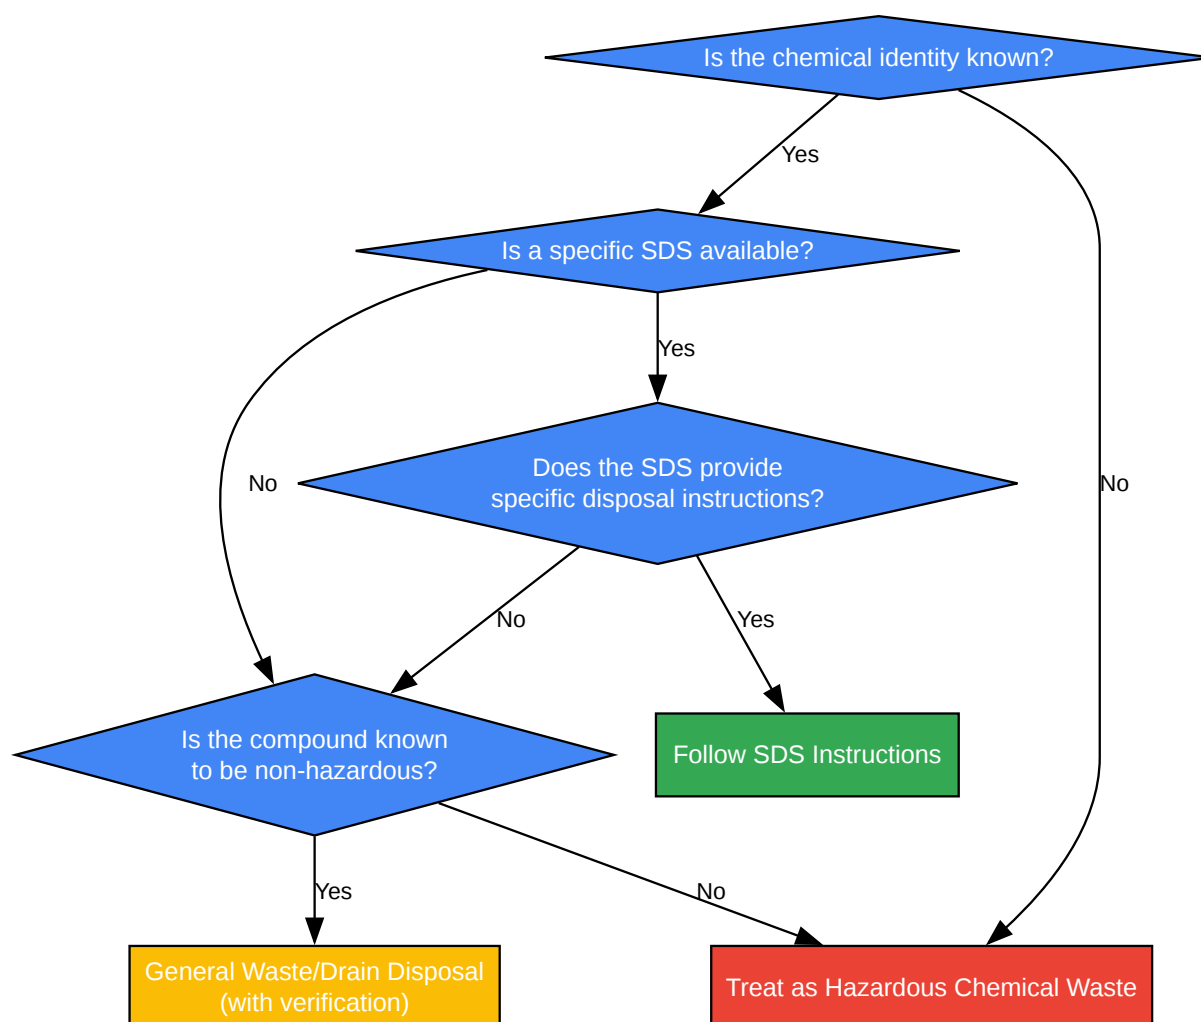 Is the chemical identity known?
Yes
Is a specific SDS available?
Yes
No
Does the SDS provide
specific disposal instructions?
No
No
Yes
Is the compound known
to be non-hazardous?
Follow SDS Instructions
Yes
No
General Waste/Drain Disposal
(with verification)
Treat as Hazardous Chemical Waste